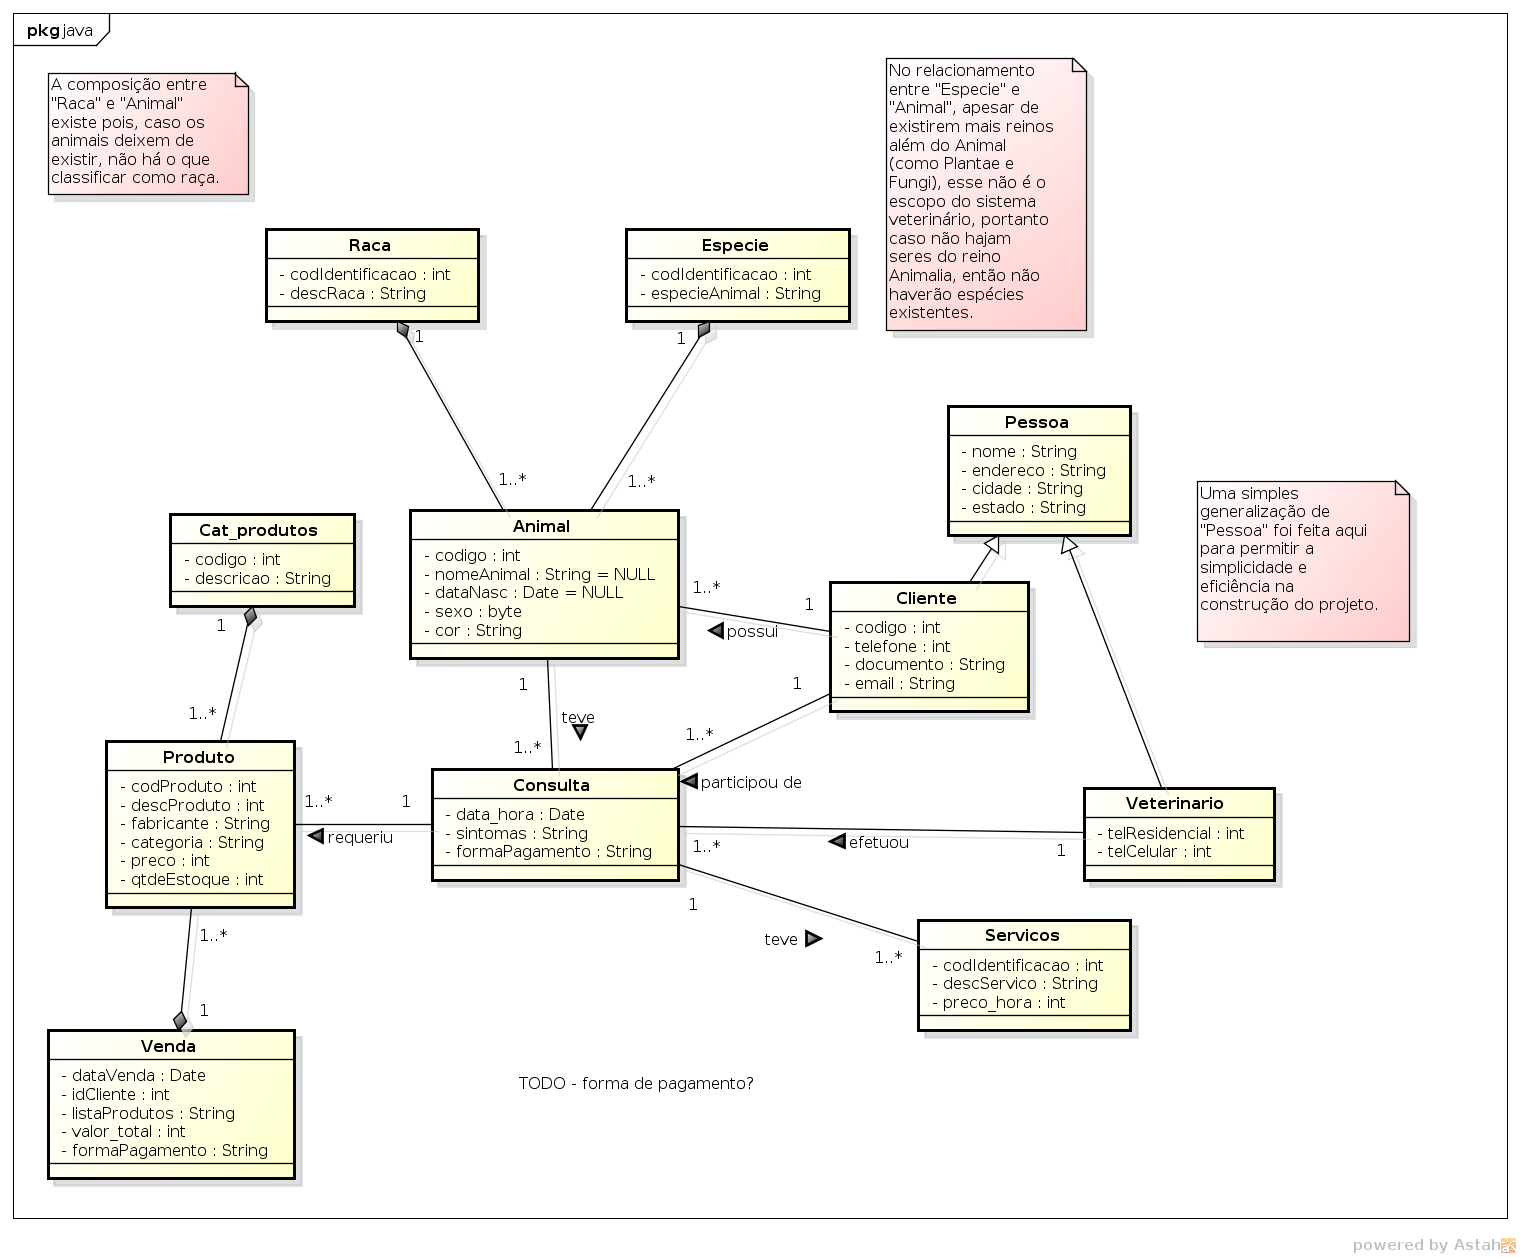 pkg java
A composição entre
"Raca" e "Animal"
existe pois, caso os
animais deixem de
existir, não há o que
classificar como raça.
No relacionamento
entre "Especie" e
"Animal", apesar de
existirem mais reinos
além do Animal
(como Plantae e
Fungi), esse não é o
escopo do sistema
veterinário, portanto
caso não hajam
seres do reino
Animalia, então não
haverão espécies
existentes.
Raca
- codIdentificacao : int
- descRaca : String
1
1..*
Especie
- codIdentificacao : int
- especieAnimal : String
1
1..*
Pessoa
- nome : String
- endereco : String
- cidade : String
- estado : String
Uma simples
generalização de
"Pessoa" foi feita aqui
para permitir a
simplicidade e
eficiência na
construção do projeto.
Cat_produtos
- codigo : int
- descricao : String
1
1..*
Animal
- codigo : int
- nomeAnimal : String = NULL
- dataNasc : Date = NULL
- sexo : byte
- cor : String
1..*
1
possui
Cliente
- codigo : int
- telefone : int
- documento : String
- email : String
1
teve
1..*
1
1..*
participou de
Produto
- codProduto : int
- descProduto : int
- fabricante : String
- categoria : String
- preco : int
- qtdeEstoque : int
1..*
1
requeriu
Consulta
- data_hora : Date
- sintomas : String
- formaPagamento : String
1..*
efetuou
1
Veterinario
- telResidencial : int
- telCelular : int
1
teve
1..*
Servicos
- codIdentificacao : int
- descServico : String
- preco_hora : int
1..*
1
Venda
- dataVenda : Date
- idCliente : int
- listaProdutos : String
- valor_total : int
- formaPagamento : String
TODO - forma de pagamento?
powered by Astah